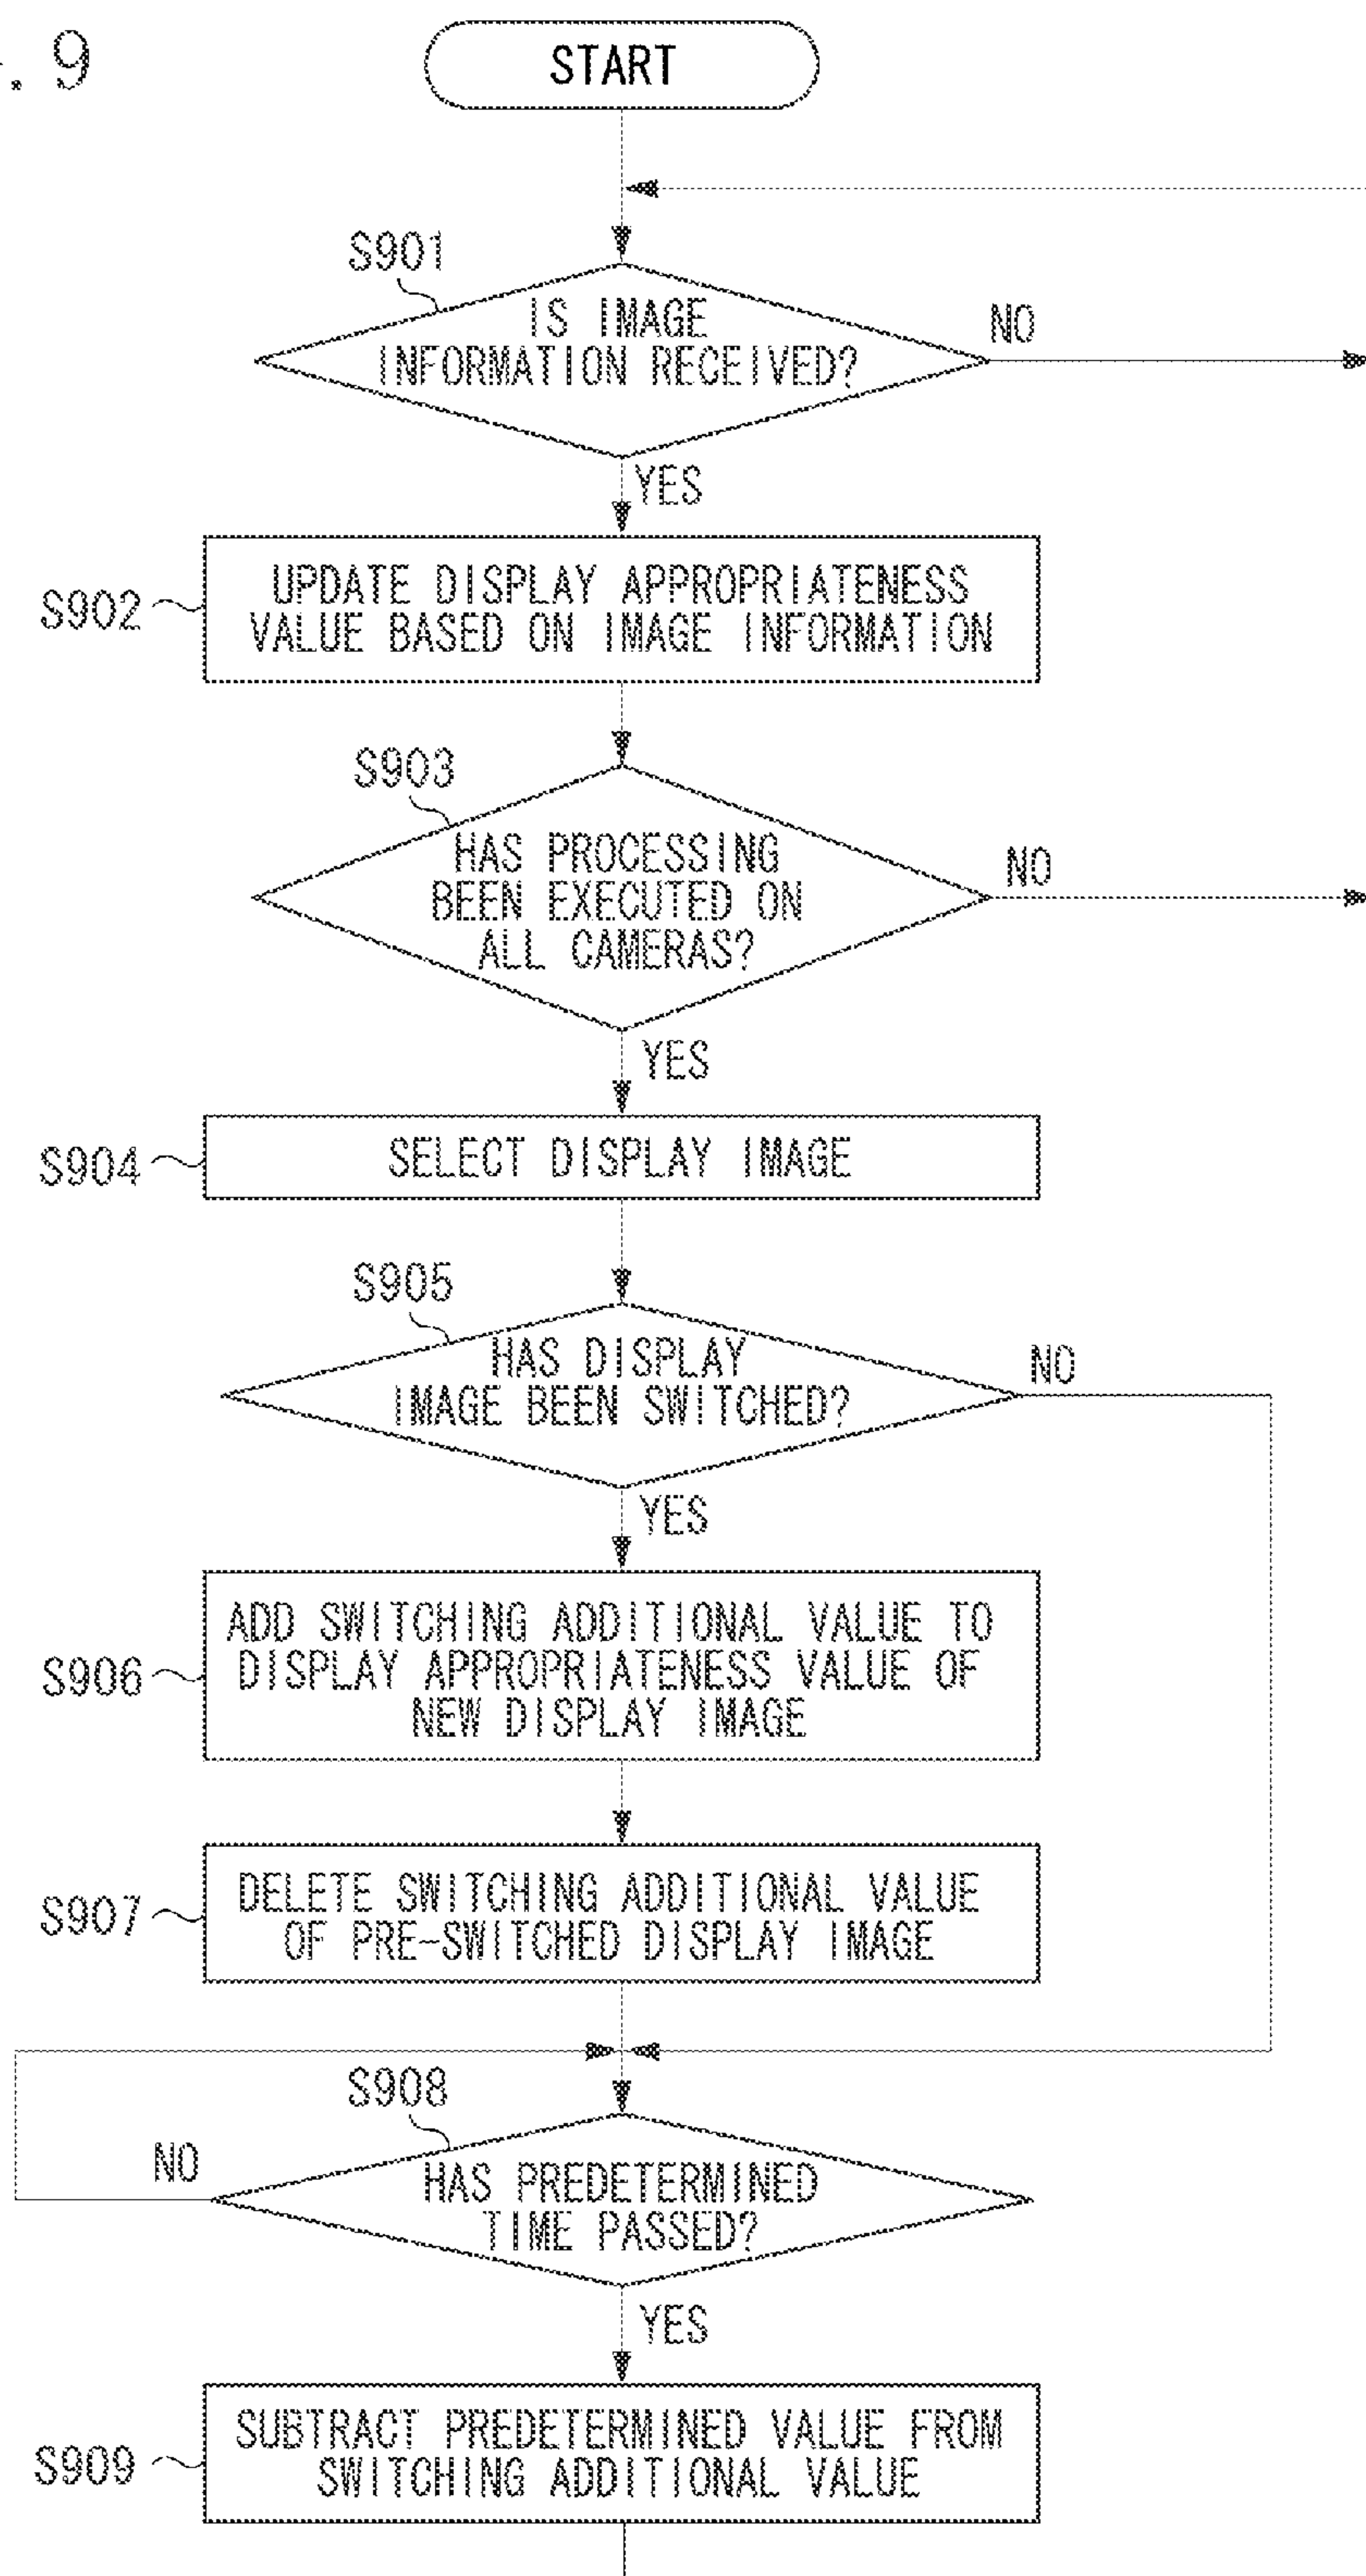 . 9
START
S901
IS IMAGE
INFORMATION RECEIVED?
NO
YES
S902
UPDATE DISPLAY APPROPRIATENESS
VALUE BASED ON IMAGE INFORMATION
S903
HAS PROCESSING
BEEN EXECUTED ON
ALL CAMERAS?
NO
YES
S904
SELECT DISPLAY IMAGE
S905
HAS DISPLAY
IMAGE BEEN SWITCHED?
NO
YES
S906
ADD SWITCHING ADDITIONAL VALUE TO
DISPLAY APPROPRIATENESS VALUE OF
NEW DISPLAY IMAGE
S907
DELETE SWITCHING ADDITIONAL VALUE
OF PRE-SWITCHED DISPLAY IMAGE
S908
NO
HAS PREDETERMINED
TIME PASSED?
YES
S909
SUBTRACT PREDETERMINED VALUE FROM
SWITCHING ADDITIONAL VALUE